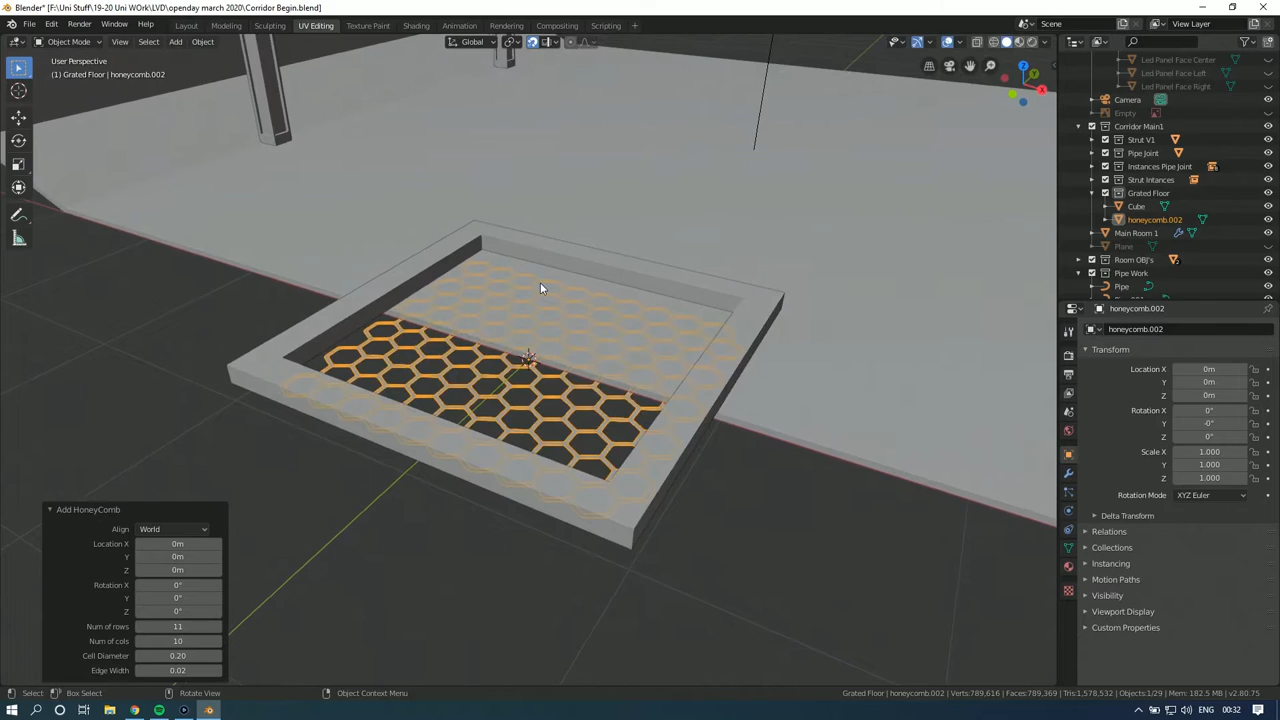 Blender* [F:\Uni Stuff\19-20 Uni WOrk\LVD\openday march 2020\Corridor Begin.blend]
File Edit Render Window Help Layout Modeling Sculpting UV Editing Texture Paint Shading Animation Rendering Compositing Scripting + Scene View Layer
Object Mode View Select Add Object Global
User Perspective
(1) Grated Floor | honeycomb.002
Z
Y
X
Led Panel Face Center
Led Panel Face Left
Led Panel Face Right
Camera
Empty
Corridor Main1
Strut V1
Pipe Joint
Instances Pipe Joint
Strut Intances
Grated Floor
Cube
honeycomb.002
Main Room 1
Plane
Room OBJ's
Pipe Work
Pipe
honeycomb.002
honeycomb.002
Transform
Location X 0m
Y 0m
Z 0m
Rotation X 0°
Y -0°
Z 0°
Scale X 1.000
Y 1.000
Z 1.000
Rotation Mode XYZ Euler
Delta Transform
Relations
Collections
Instancing
Motion Paths
Visibility
Viewport Display
Custom Properties
Add HoneyComb
Align World
Location X 0m
Y 0m
Z 0m
Rotation X 0°
Y 0°
Z 0°
Num of rows 11
Num of cols 10
Cell Diameter 0.20
Edge Width 0.02
Select Box Select Rotate View Object Context Menu Grated Floor | honeycomb.002 | Verts:789,616 | Faces:789,369 | Tris:1,578,532 | Objects:1/29 | Mem: 182.5 MB | v2.80.75
ENG 00:32